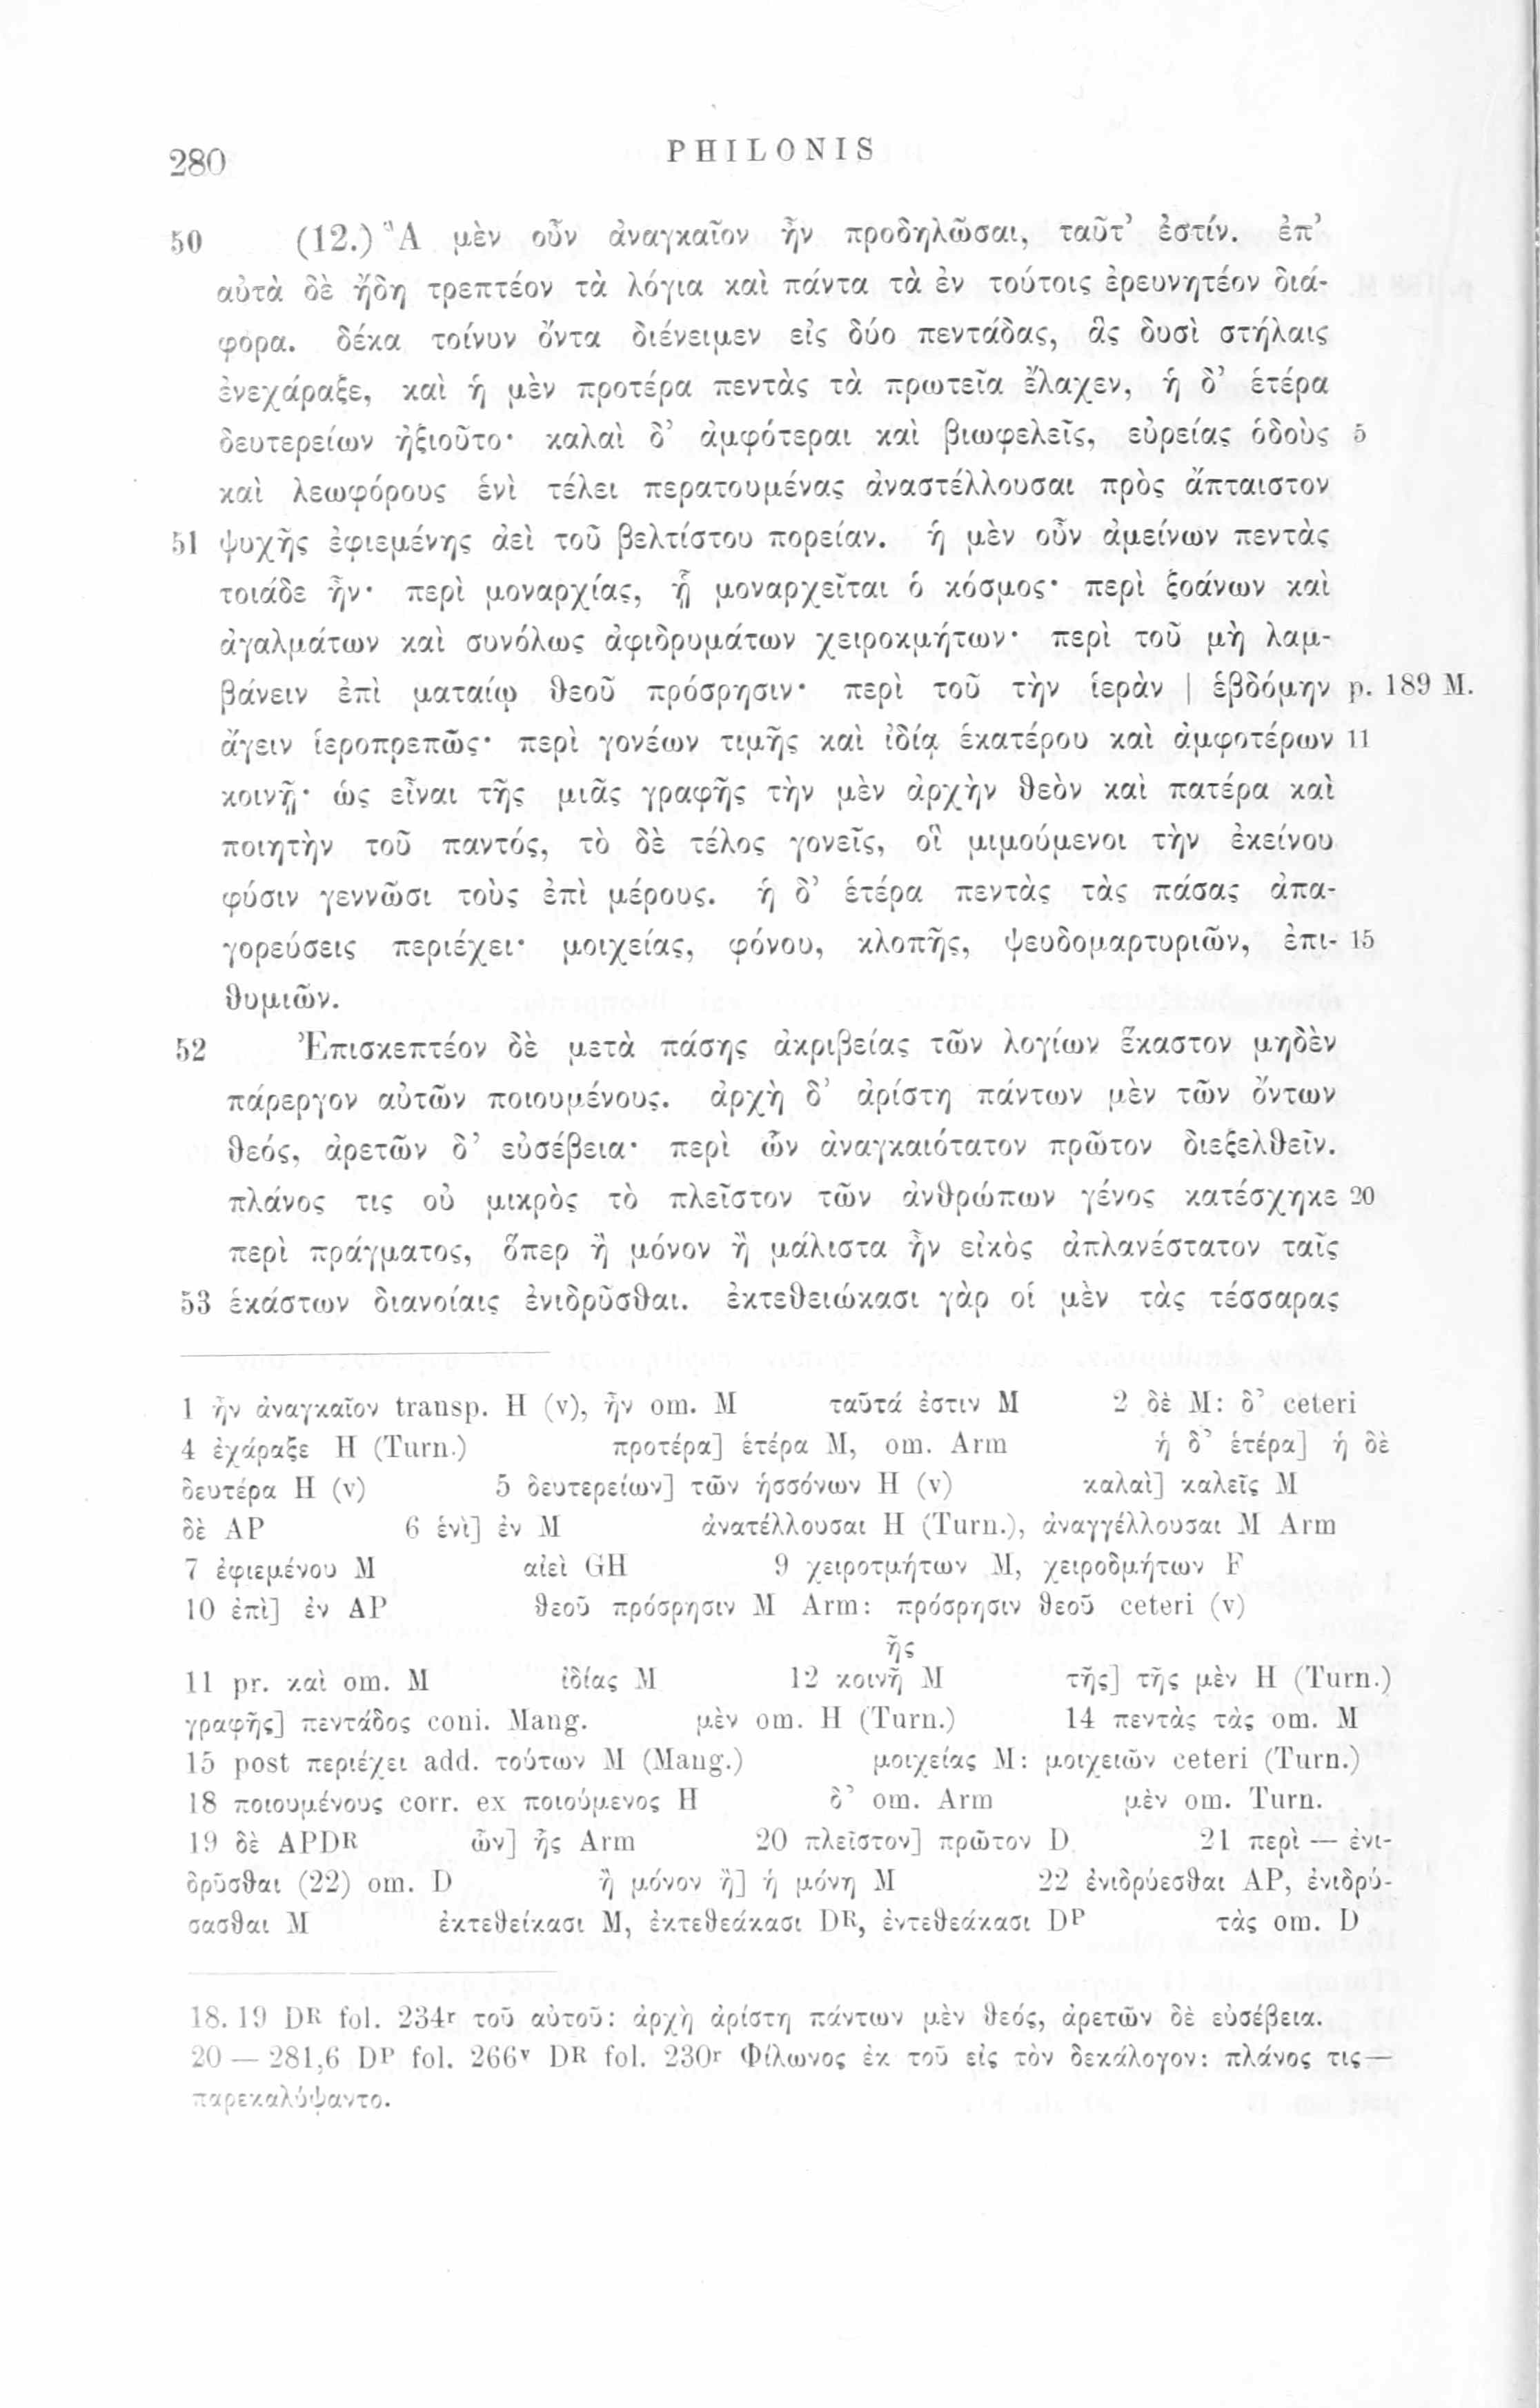 280
PHILONIS
50 (12.) Ἃ μὲν οὖν ἀναγκαῖον ἦν προδηλῶσαι, ταῦτ’ ἐστίν. ἐπ’
αὐτὰ δὲ ἤδη τρεπτέον τὰ λόγια καὶ πάντα τὰ ἐν τούτοις ἐρευνητέον διά-
φορα. δέκα τοίνυν ὄντα διένειμεν εἰς δύο πεντάδας, ἃς δυσὶ στήλαις
ἐνεχάραξε, καὶ ἡ μὲν προτέρα πεντὰς τὰ πρωτεῖα ἔλαχεν, ἡ δ’ ἑτέρα
δευτερείων ἠξιοῦτο· καλαὶ δ’ ἀμφότεραι καὶ βιωφελεῖς, εὐρείας ὁδοὺς 5
καὶ λεωφόρους ἑνὶ τέλει περατουμένας ἀναστέλλουσαι πρὸς ἄπταιστον
51 ψυχῆς ἐφιεμένης ἀεὶ τοῦ βελτίστου πορείαν. ἡ μὲν οὖν ἀμείνων πεντὰς
τοιάδε ἦν· περὶ μοναρχίας, ᾗ μοναρχεῖται ὁ κόσμος· περὶ ξοάνων καὶ
ἀγαλμάτων καὶ συνόλως ἀφιδρυμάτων χειροκμήτων· περὶ τοῦ μὴ λαμ-
βάνειν ἐπὶ ματαίῳ θεοῦ πρόσρησιν· περὶ τοῦ τὴν ἱερὰν | ἑβδόμην p. 189 M.
ἄγειν ἱεροπρεπῶς· περὶ γονέων τιμῆς καὶ ἰδίᾳ ἑκατέρου καὶ ἀμφοτέρων 11
κοινῇ· ὡς εἶναι τῆς μιᾶς γραφῆς τὴν μὲν ἀρχὴν θεὸν καὶ πατέρα καὶ
ποιητὴν τοῦ παντός, τὸ δὲ τέλος γονεῖς, οἳ μιμούμενοι τὴν ἐκείνου
φύσιν γεννῶσι τοὺς ἐπὶ μέρους. ἡ δ’ ἑτέρα πεντὰς τὰς πάσας ἀπα-
γορεύσεις περιέχει· μοιχείας, φόνου, κλοπῆς, ψευδομαρτυριῶν, ἐπι- 15
θυμιῶν.
52 Ἐπισκεπτέον δὲ μετὰ πάσης ἀκριβείας τῶν λογίων ἕκαστον μηδὲν
πάρεργον αὐτῶν ποιουμένους. ἀρχὴ δ’ ἀρίστη πάντων μὲν τῶν ὄντων
θεός, ἀρετῶν δ’ εὐσέβεια· περὶ ὧν ἀναγκαιότατον πρῶτον διεξελθεῖν.
πλάνος τις οὐ μικρὸς τὸ πλεῖστον τῶν ἀνθρώπων γένος κατέσχηκε 20
περὶ πράγματος, ὅπερ ἢ μόνον ἢ μάλιστα ἦν εἰκὸς ἀπλανέστατον ταῖς
53 ἑκάστων διανοίαις ἐνιδρῦσθαι. ἐκτεθειώκασι γὰρ οἱ μὲν τὰς τέσσαρας
1 ἦν ἀναγκαῖον transp. H (v), ἦν om. M ταῦτά ἐστιν M 2 δὲ M: δ’ ceteri
4 ἐχάραξε H (Turn.) προτέρα] ἑτέρα M, om. Arm ἡ δ’ ἑτέρα] ἡ δὲ
δευτέρα H (v) 5 δευτερείων] τῶν ἡσσόνων H (v) καλαὶ] καλεῖς M
δὲ AP 6 ἑνὶ] ἐν M ἀνατέλλουσαι H (Turn.), ἀναγγέλλουσαι M Arm
7 ἐφιεμένου M αἰεὶ GH 9 χειροτμήτων M, χειροδμήτων F
10 ἐπὶ] ἐν AP θεοῦ πρόσρησιν M Arm: πρόσρησιν θεοῦ ceteri (v)
ῆς
11 pr. καὶ om. M ἰδίας M 12 κοινῆ M τῆς] τῆς μὲν H (Turn.)
γραφῆς] πεντάδος coni. Mang. μὲν om. H (Turn.) 14 πεντὰς τὰς om. M
15 post περιέχει add. τούτων M (Mang.) μοιχείας M: μοιχειῶν ceteri (Turn.)
18 ποιουμένους corr. ex ποιούμενος H δ’ om. Arm μὲν om. Turn.
19 δὲ APDR ὧν] ἧς Arm 20 πλεῖστον] πρῶτον D 21 περὶ — ἐνι-
δρῦσθαι (22) om. D ἢ μόνον ἢ] ἡ μόνη M 22 ἐνιδρύεσθαι AP, ἐνιδρύ-
σασθαι M ἐκτεθείκασι M, ἐκτεθεάκασι DR, ἐντεθεάκασι DP τὰς om. D
18. 19 DR fol. 234r τοῦ αὐτοῦ: ἀρχὴ ἀρίστη πάντων μὲν θεός, ἀρετῶν δὲ εὐσέβεια.
20 — 281,6 DP fol. 266v DR fol. 230r Φίλωνος ἐκ τοῦ εἰς τὸν δεκάλογον: πλάνος τις—
παρεκαλύψαντο.